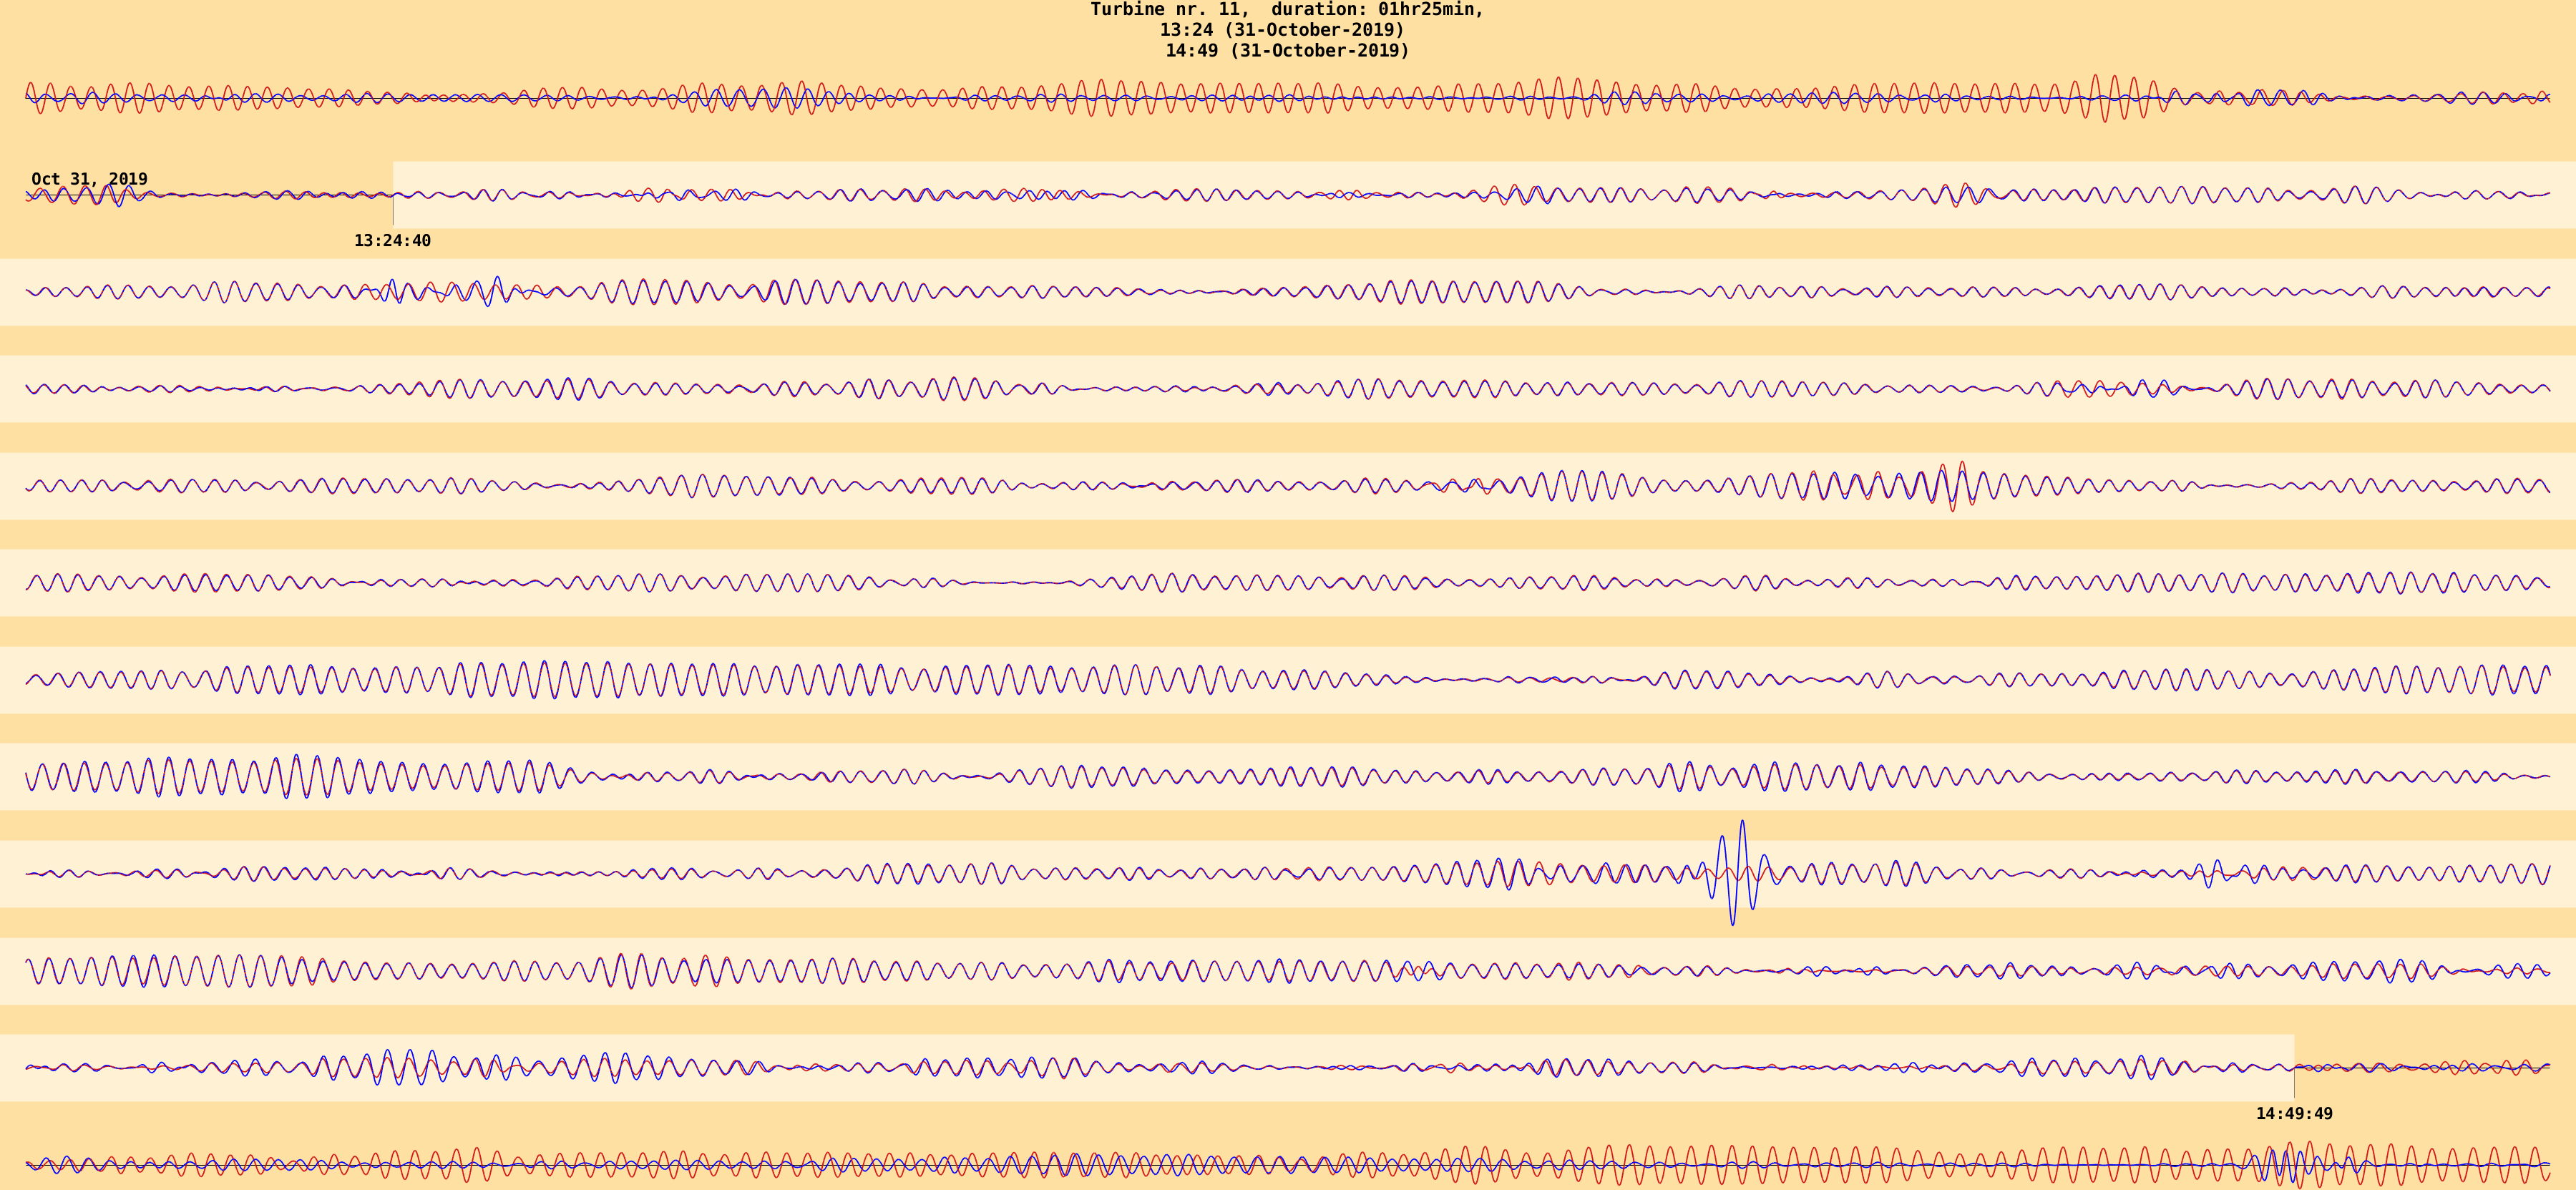 Turbine nr. 11,  duration: 01hr25min,
13:24 (31-October-2019)
14:49 (31-October-2019)
Oct 31, 2019
13:24:40
14:49:49